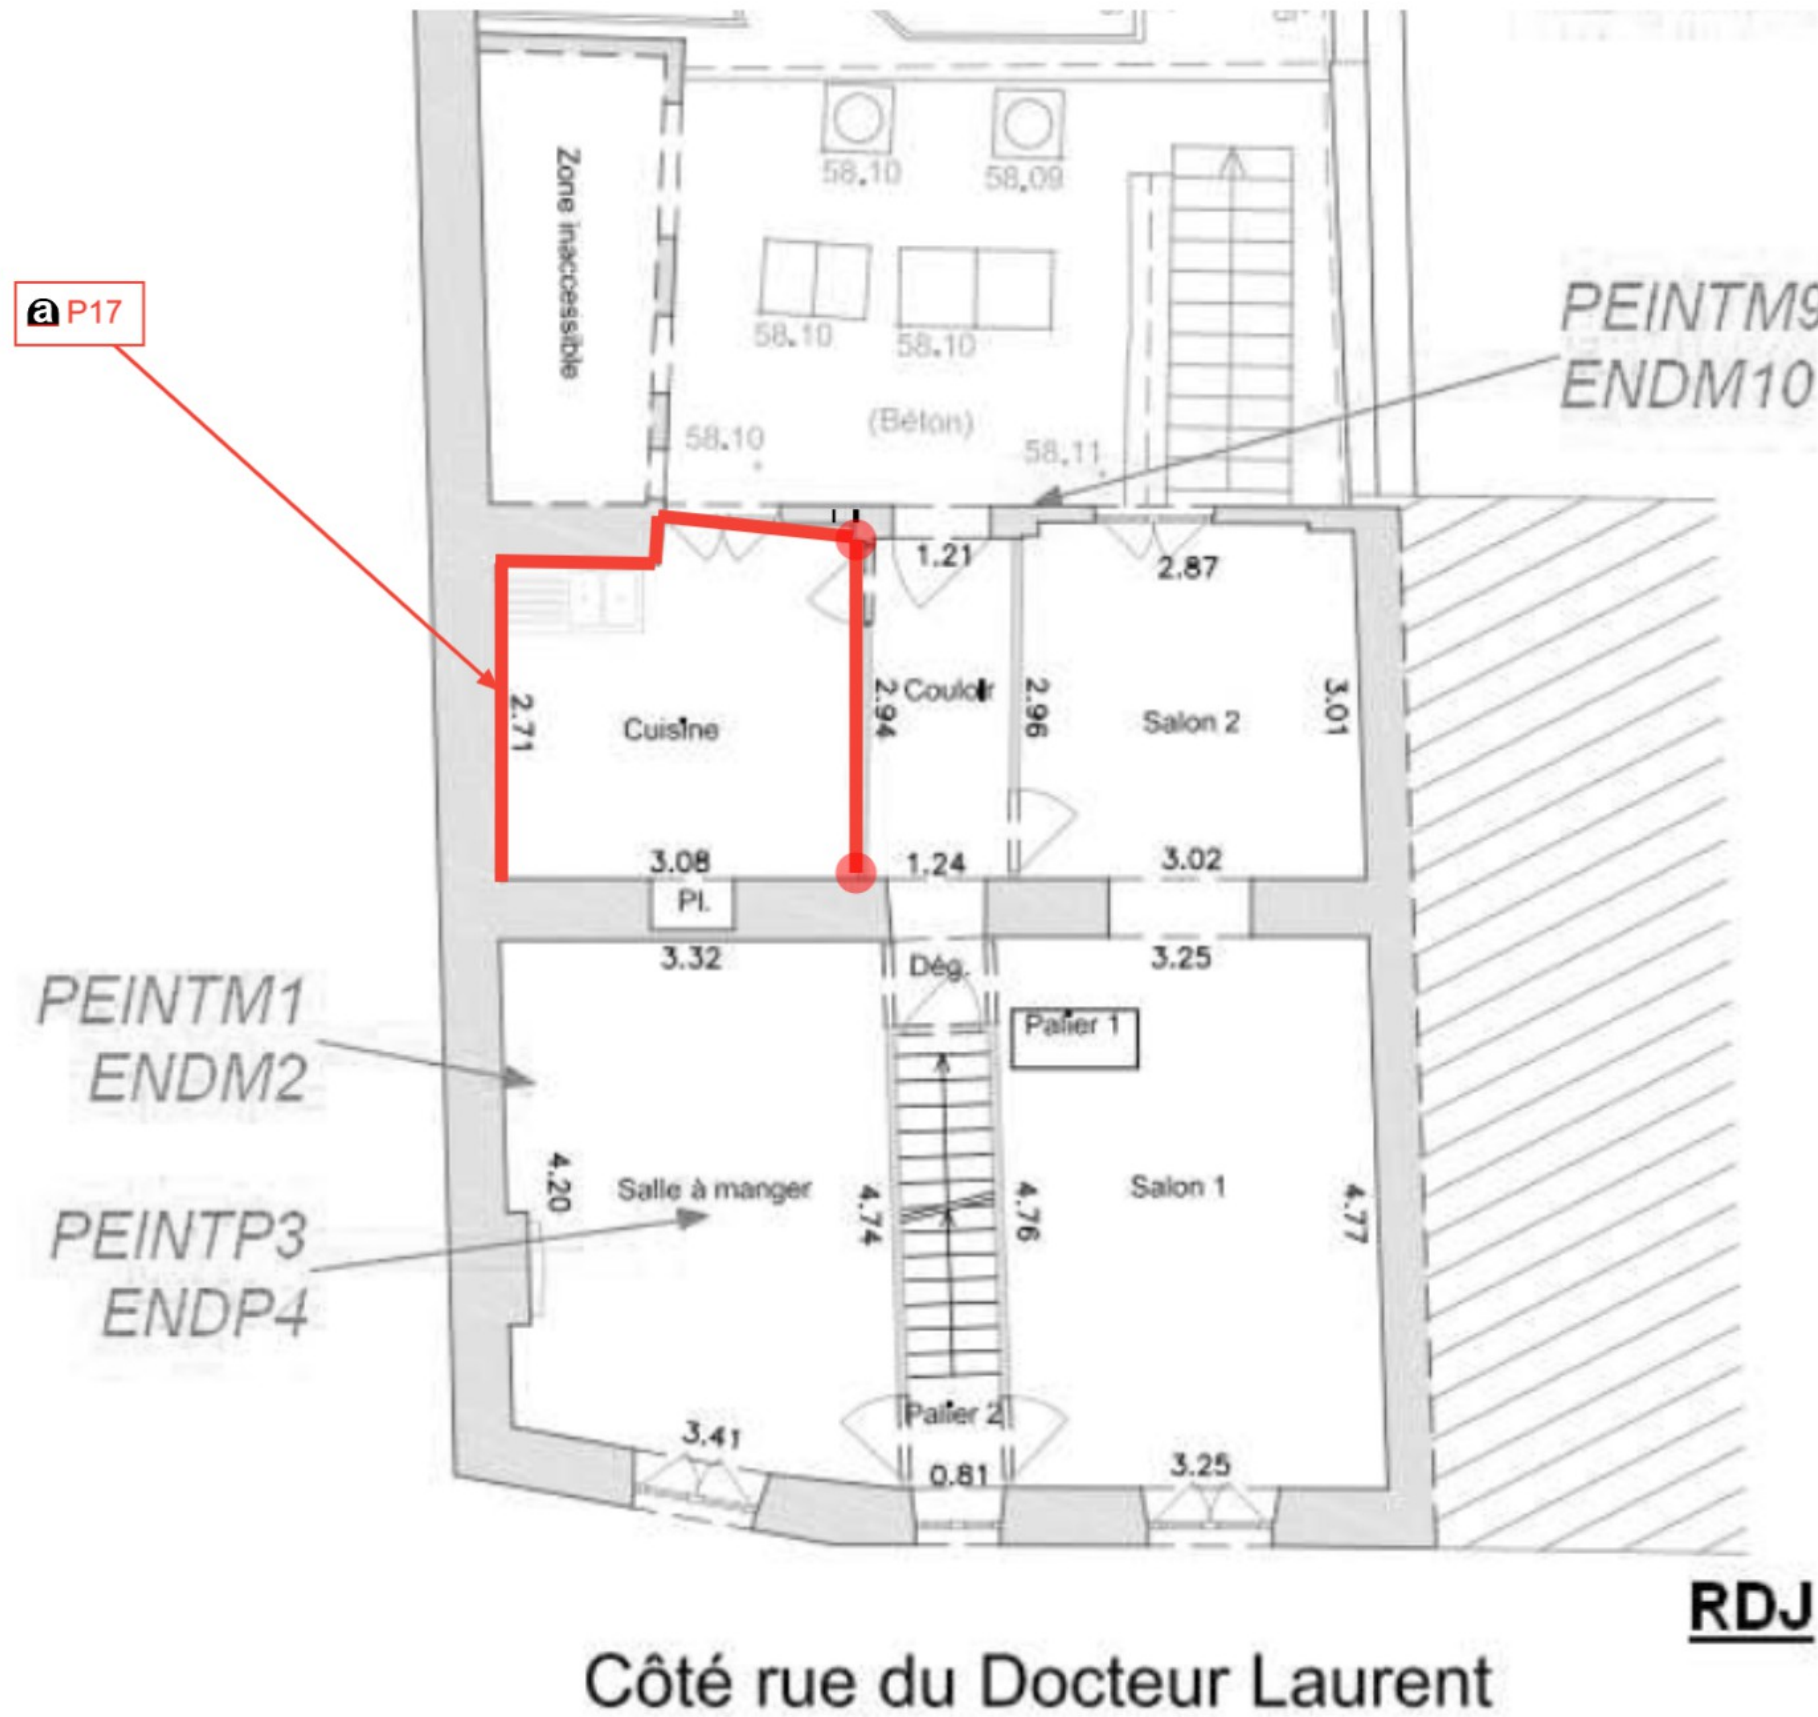 Zone inaccessible
58.10
58.09
a P17
58.10
58.10
PEINTM9
ENDM10
(Béton)
58.10
58.11
1.21
2.87
2.71
Cuisine
2.94
Couloir
2.96
Salon 2
3.01
3.08
1.24
3.02
Pl.
3.32
Dég.
3.25
PEINTM1
ENDM2
Palier 1
4.20
Salle à manger
4.74
4.76
Salon 1
4.77
PEINTP3
ENDP4
3.41
Palier 2
0.81
3.25
RDJ
Côté rue du Docteur Laurent